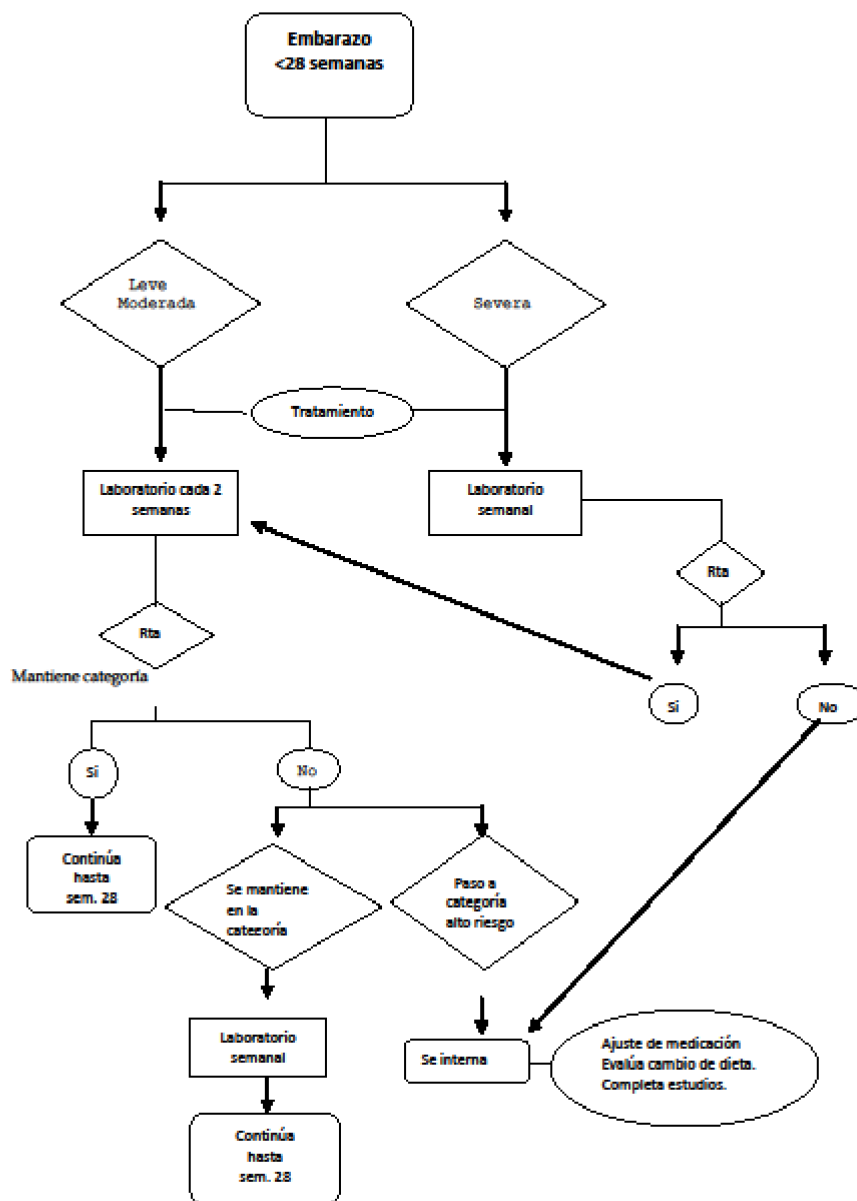 Embarazo
<28 semanas
Leve
Moderada
Severa
Tratamiento
Laboratorio cada 2
semanas
Laboratorio
semanal
Rta
Rta
Mantiene categoría
Si
No
Si
No
Continúa
hasta
sem. 28
Se mantiene
en la
categoría
Paso a
categoría
alto riesgo
Laboratorio
semanal
Se interna
Ajuste de medicación
Evalúa cambio de dieta.
Completa estudios.
Continúa
hasta
sem. 28